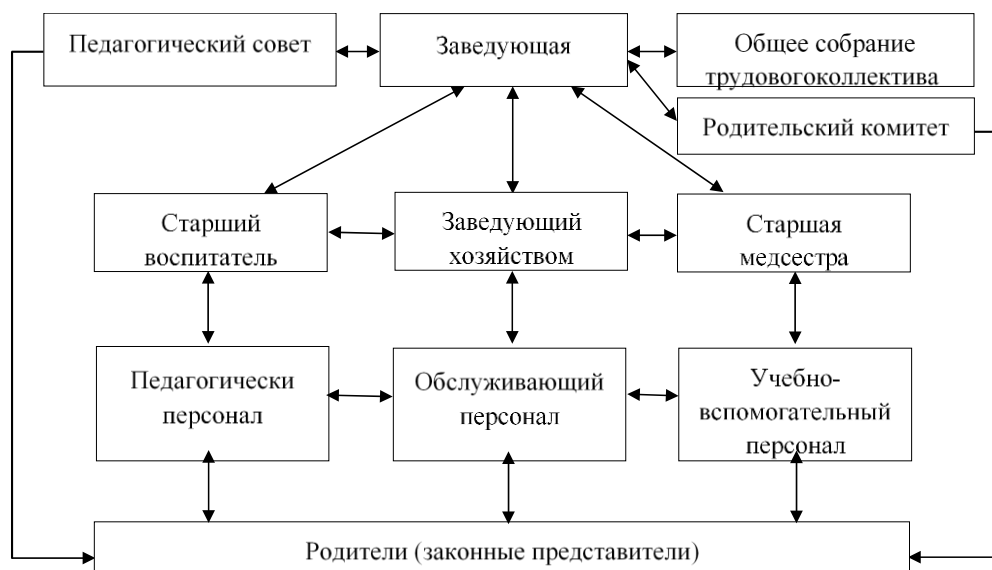 Педагогический совет
Заведующая
Общее собрание
трудовогоколлектива
Родительский комитет
Старший
воспитатель
Заведующий
хозяйством
Старшая
медсестра
Педагогически
персонал
Обслуживающий
персонал
Учебно-
вспомогательный
персонал
Родители (законные представители)